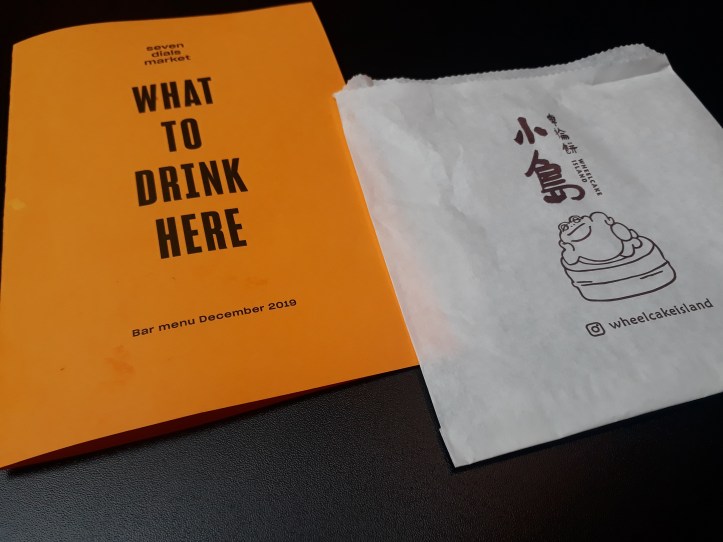 seven
dials
market
WHAT
TO
DRINK
HERE
Bar menu December 2019
小島
車輪餅
WHEELCAKE
ISLAND
wheelcakeisland